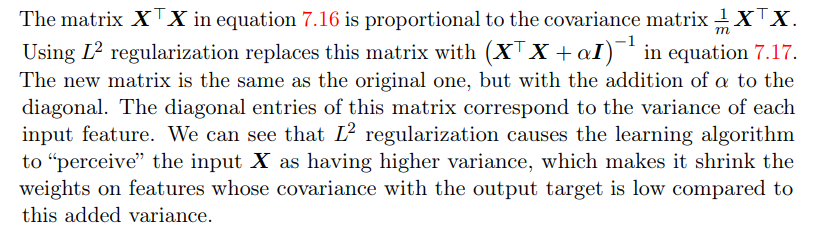 The matrix X⊤X in equation 7.16 is proportional to the covariance matrix 1/m X⊤X.
Using L² regularization replaces this matrix with (X⊤X + αI)⁻¹ in equation 7.17.
The new matrix is the same as the original one, but with the addition of α to the
diagonal. The diagonal entries of this matrix correspond to the variance of each
input feature. We can see that L² regularization causes the learning algorithm
to “perceive” the input X as having higher variance, which makes it shrink the
weights on features whose covariance with the output target is low compared to
this added variance.